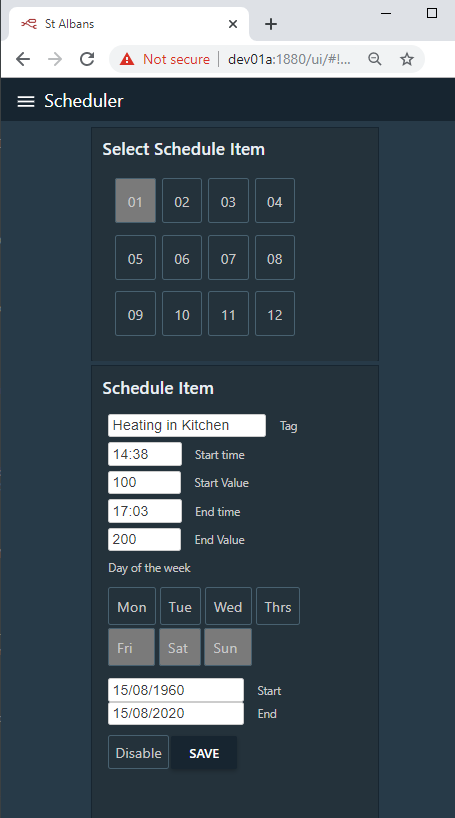 St Albans
Not secure dev01a:1880/ui/#!...
Scheduler
Select Schedule Item
01 02 03 04
05 06 07 08
09 10 11 12
Schedule Item
Heating in Kitchen Tag
14:38 Start time
100 Start Value
17:03 End time
200 End Value
Day of the week
Mon Tue Wed Thrs
Fri Sat Sun
15/08/1960 Start
15/08/2020 End
Disable SAVE